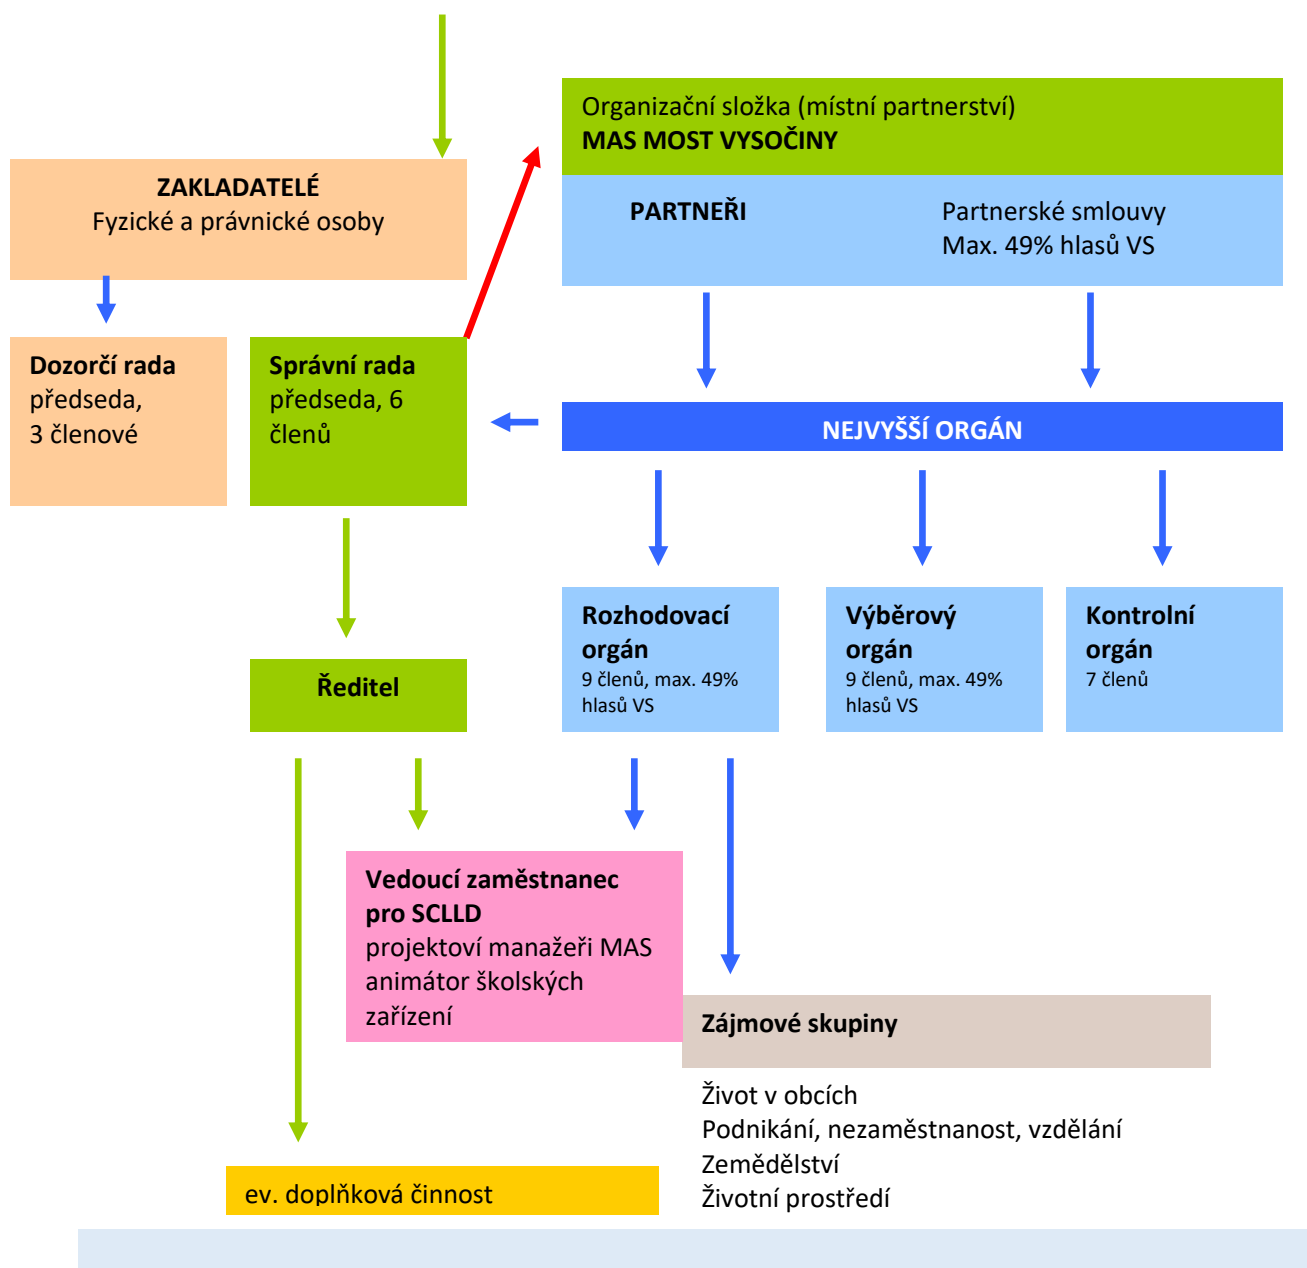 Organizační složka (místní partnerství)
MAS MOST VYSOČINY
ZAKLADATELÉ
Fyzické a právnické osoby
PARTNEŘI
Partnerské smlouvy
Max. 49% hlasů VS
Dozorčí rada
předseda,
3 členové
Správní rada
předseda, 6
členů
NEJVYŠŠÍ ORGÁN
Rozhodovací
orgán
9 členů, max. 49%
hlasů VS
Výběrový
orgán
9 členů, max. 49%
hlasů VS
Kontrolní
orgán
7 členů
Ředitel
Vedoucí zaměstnanec
pro SCLLD
projektoví manažeři MAS
animátor školských
zařízení
Zájmové skupiny
Život v obcích
Podnikání, nezaměstnanost, vzdělání
Zemědělství
Životní prostředí
ev. doplňková činnost